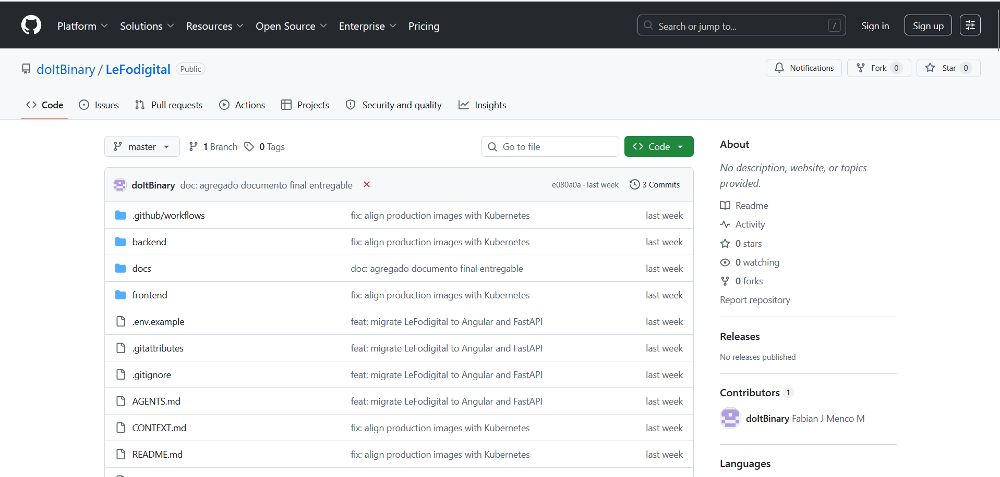 Platform Solutions Resources Open Source Enterprise Pricing Search or jump to... / Sign in Sign up
doItBinary / LeFodigital Public Notifications Fork 0 Star 0
Code Issues Pull requests Actions Projects Security and quality Insights
master 1 Branch 0 Tags Go to file Code
doItBinary doc: agregado documento final entregable e080a0a · last week 3 Commits
.github/workflows fix: align production images with Kubernetes last week
backend fix: align production images with Kubernetes last week
docs doc: agregado documento final entregable last week
frontend fix: align production images with Kubernetes last week
.env.example feat: migrate LeFodigital to Angular and FastAPI last week
.gitattributes feat: migrate LeFodigital to Angular and FastAPI last week
.gitignore feat: migrate LeFodigital to Angular and FastAPI last week
AGENTS.md feat: migrate LeFodigital to Angular and FastAPI last week
CONTEXT.md fix: align production images with Kubernetes last week
README.md fix: align production images with Kubernetes last week
About
No description, website, or topics
provided.
Readme
Activity
0 stars
0 watching
0 forks
Report repository
Releases
No releases published
Contributors 1
doItBinary Fabian J Menco M
Languages